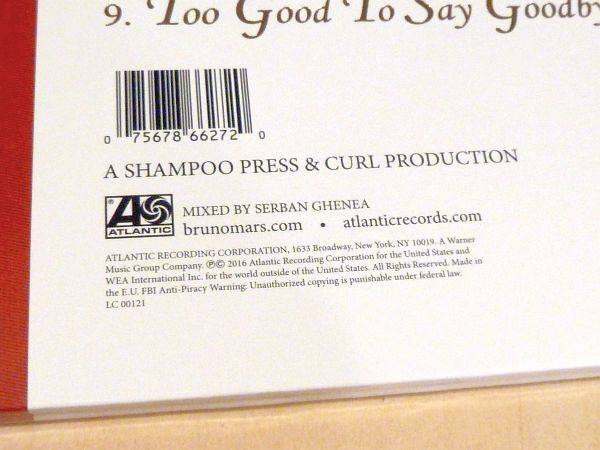 9. Too Good To Say Goodby
0 75678 66272 0
A SHAMPOO PRESS & CURL PRODUCTION
ATLANTIC
MIXED BY SERBAN GHENEA
brunomars.com • atlanticrecords.com
ATLANTIC RECORDING CORPORATION, 1633 Broadway, New York, NY 10019. A Warner
Music Group Company. ℗© 2016 Atlantic Recording Corporation for the United States and
WEA International Inc. for the world outside of the United States. All Rights Reserved. Made in
the E.U. FBI Anti-Piracy Warning: Unauthorized copying is punishable under federal law.
LC 00121